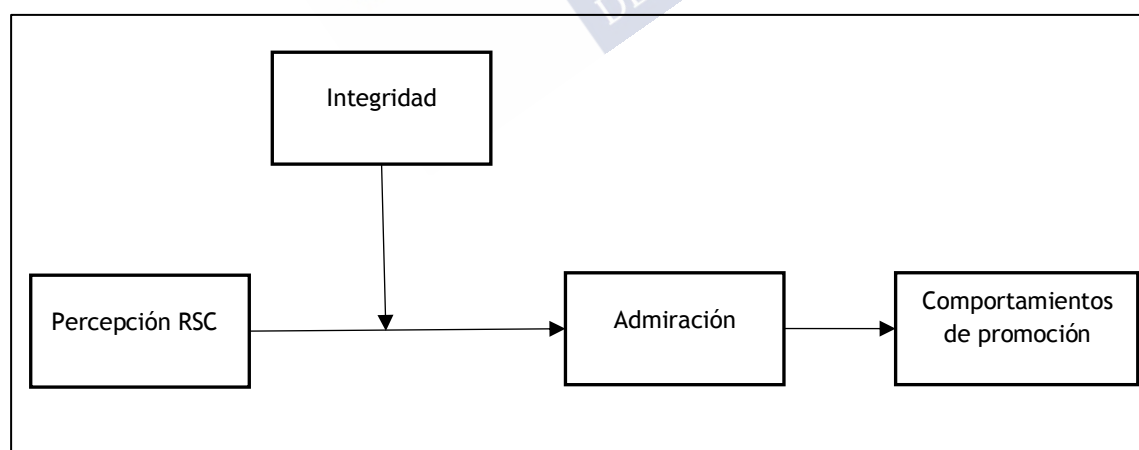 Integridad
Percepción RSC
Admiración
Comportamientos
de promoción